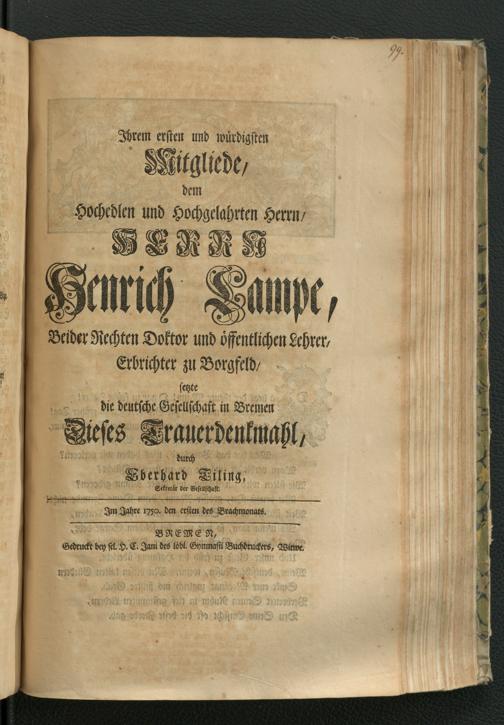 99.
Ihrem ersten und würdigsten
Mitgliede,
dem
Hochedlen und Hochgelahrten Herrn,
HERRN
Henrich Lampe,
Beider Rechten Doktor und öffentlichen Lehrer,
Erbrichter zu Borgfeld,
setzte
die deutsche Gesellschaft in Bremen
Dieses Trauerdenkmahl,
durch
Eberhard Tiling,
Sekretär der Gesellschaft.
Im Jahre 1750. den ersten des Brachmonats.
BREMEN,
Gedruckt bey sel. H. C. Jani des löbl. Gymnasii Buchdruckers, Witwe.